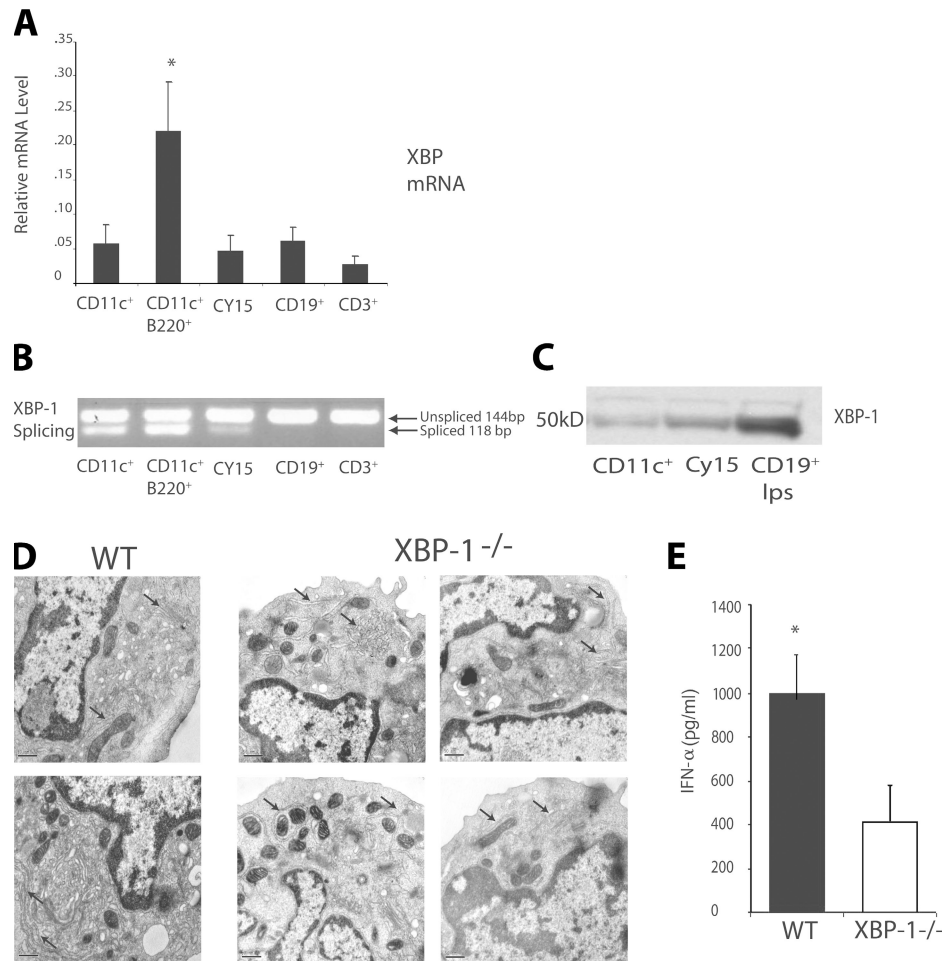 A
.35
.30
.25
.20
.15
.10
.05
0
Relative mRNA Level
*
XBP
mRNA
CD11c+
CD11c+
B220+
CY15
CD19+
CD3+
B
XBP-1
Splicing
Unspliced 144bp
Spliced 118 bp
CD11c+
CD11c+
B220+
CY15
CD19+
CD3+
C
50kD
XBP-1
CD11c+
Cy15
CD19+
lps
D
WT
XBP-1 -/-
E
1400
1200
1000
800
600
400
200
0
IFN-α (pg/ml)
*
WT
XBP-1-/-